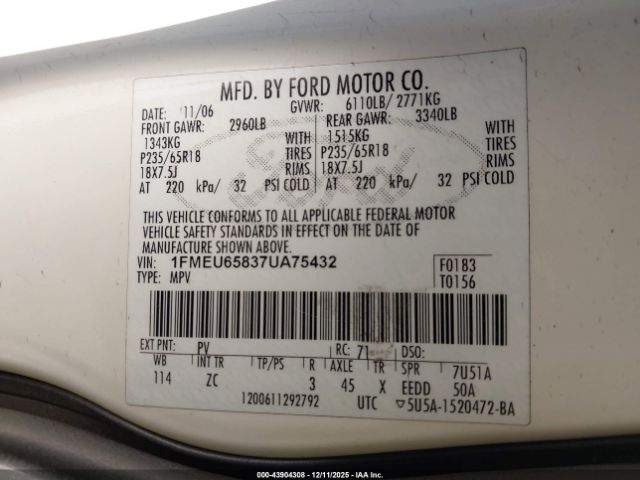 MFD. BY FORD MOTOR CO.
DATE: 11/06 GVWR: 6110LB/ 2771KG
FRONT GAWR: 2960LB REAR GAWR: 3340LB
1343KG WITH 1515KG WITH
P235/65R18 TIRES P235/65R18 TIRES
18X7.5J RIMS 18X7.5J RIMS
AT 220 kPa/ 32 PSI COLD AT 220 kPa/ 32 PSI COLD
THIS VEHICLE CONFORMS TO ALL APPLICABLE FEDERAL MOTOR
VEHICLE SAFETY STANDARDS IN EFFECT ON THE DATE OF
MANUFACTURE SHOWN ABOVE.
VIN: 1FMEU65837UA75432 F0183
TYPE: MPV T0156
EXT PNT: PV RC: 71 DSO:
WB INT TR TP/PS R AXLE TR SPR 7U51A
114 ZC 3 45 X EEDD 50A
1200611292792 UTC ▽5U5A-1520472-BA
000-43904308 - 12/11/2025 - IAA Inc.